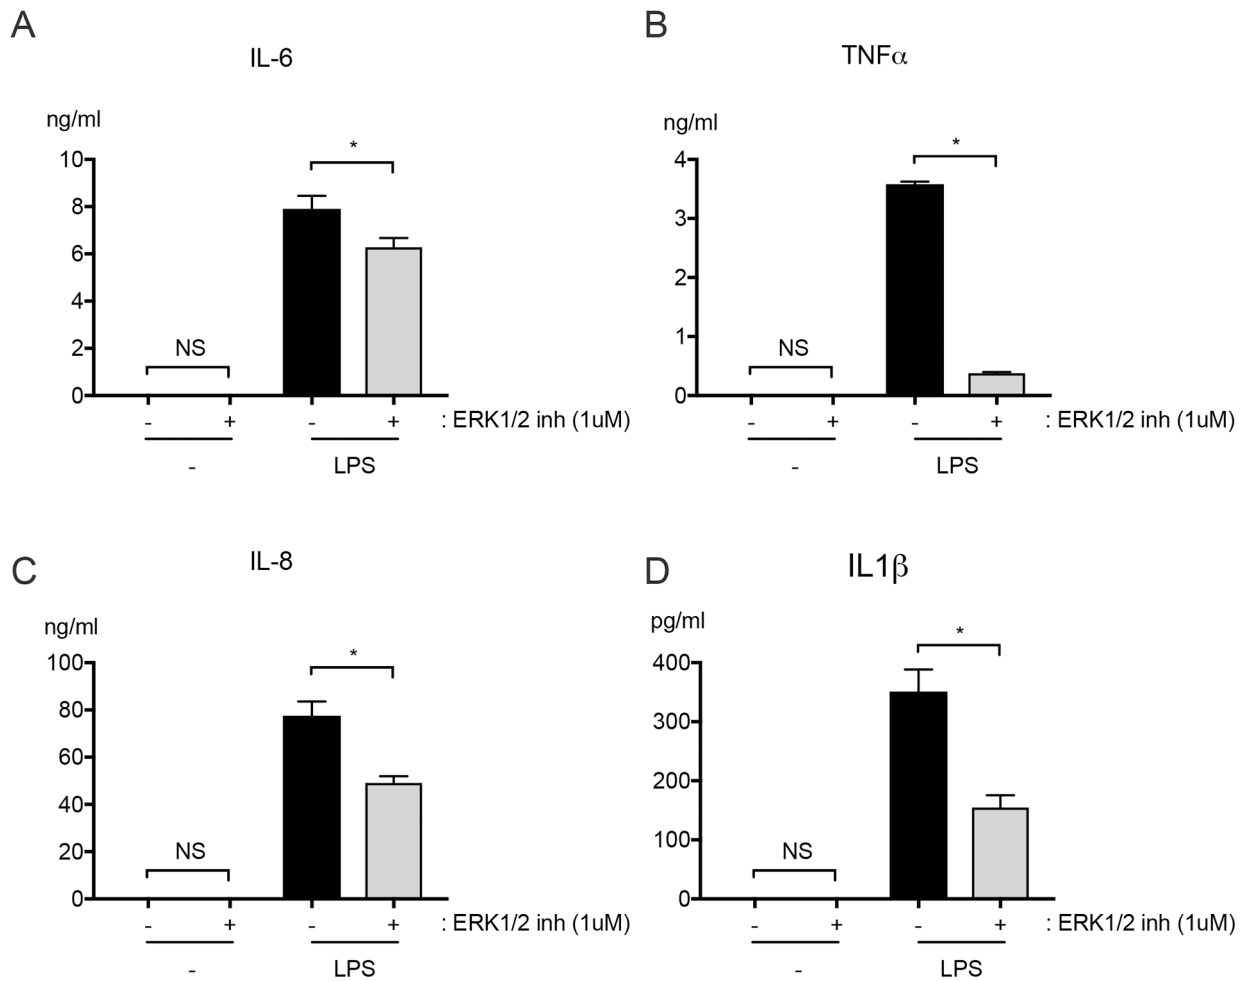 A
IL-6
ng/ml
*
10
8
6
4
2
0
NS
- + - + : ERK1/2 inh (1uM)
- LPS
B
TNFα
ng/ml
*
4
3
2
1
0
NS
- + - + : ERK1/2 inh (1uM)
- LPS
C
IL-8
ng/ml
*
100
80
60
40
20
0
NS
- + - + : ERK1/2 inh (1uM)
- LPS
D
IL1β
pg/ml
*
400
300
200
100
0
NS
- + - + : ERK1/2 inh (1uM)
- LPS